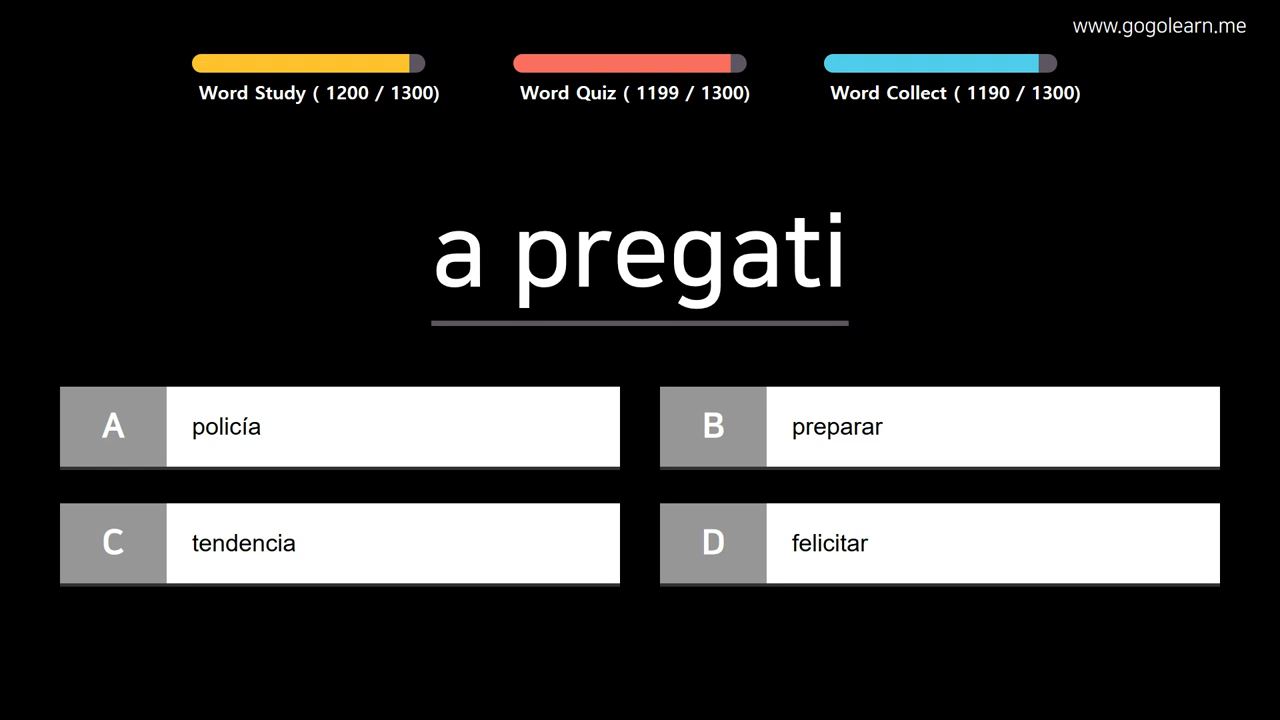 www.gogolearn.me
Word Study ( 1200 / 1300)
Word Quiz ( 1199 / 1300)
Word Collect ( 1190 / 1300)
a pregati
A policía
B preparar
C tendencia
D felicitar